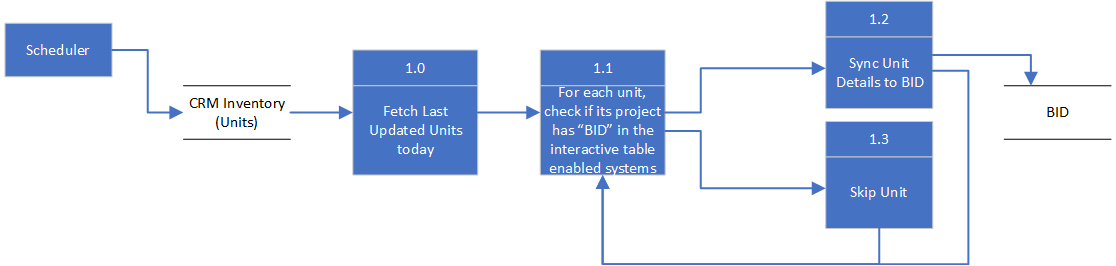 Scheduler
CRM Inventory
(Units)
1.0
Fetch Last
Updated Units
today
1.1
For each unit,
check if its project
has “BID” in the
interactive table
enabled systems
1.2
Sync Unit
Details to BID
1.3
Skip Unit
BID